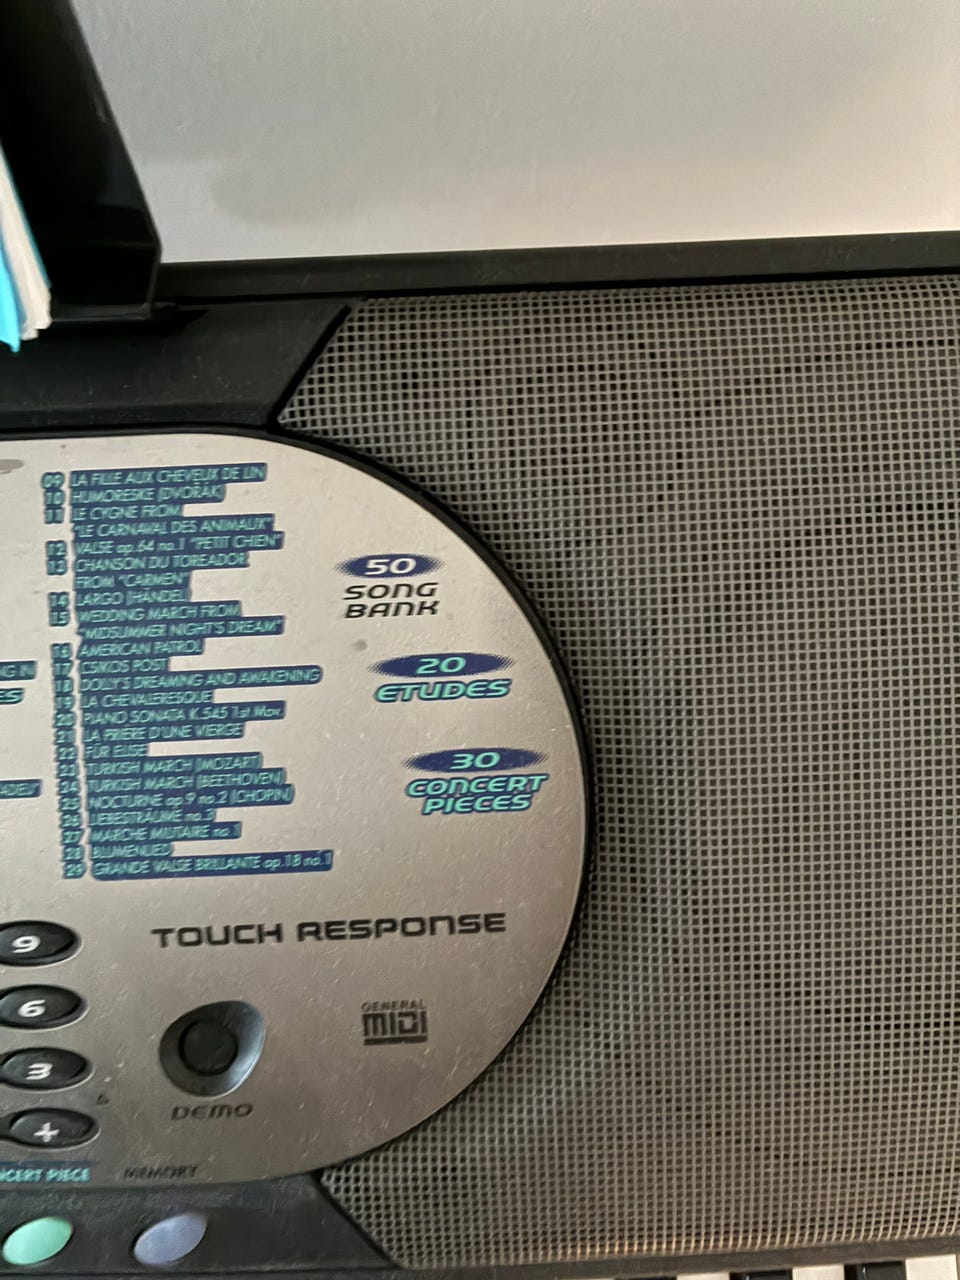 09 LA FILLE AUX CHEVEUX DE LIN
10 HUMORESKE (DVOŘÁK)
11 LE CYGNE FROM
"LE CARNAVAL DES ANIMAUX"
12 VALSE op.64 no.1 "PETIT CHIEN"
13 CHANSON DU TOREADOR
FROM "CARMEN"
14 LARGO (HÄNDEL)
15 WEDDING MARCH FROM
"MIDSUMMER NIGHT'S DREAM"
16 AMERICAN PATROL
17 CSIKOS POST
18 DOLLY'S DREAMING AND AWAKENING
19 LA CHEVALERESQUE
20 PIANO SONATA K.545 1st Mov.
21 LA PRIERE D'UNE VIERGE
22 FÜR ELISE
23 TURKISH MARCH (MOZART)
24 TURKISH MARCH (BEETHOVEN)
25 NOCTURNE op.9 no.2 (CHOPIN)
26 LIEBESTRÄUME no.3
27 MARCHE MILITAIRE no.1
28 BLUMENLIED
29 GRANDE VALSE BRILLANTE op.18 no.1
50
SONG
BANK
20
ETUDES
30
CONCERT
PIECES
TOUCH RESPONSE
9
6
3
+
GENERAL
MIDI
DEMO
PIECE
MEMORY